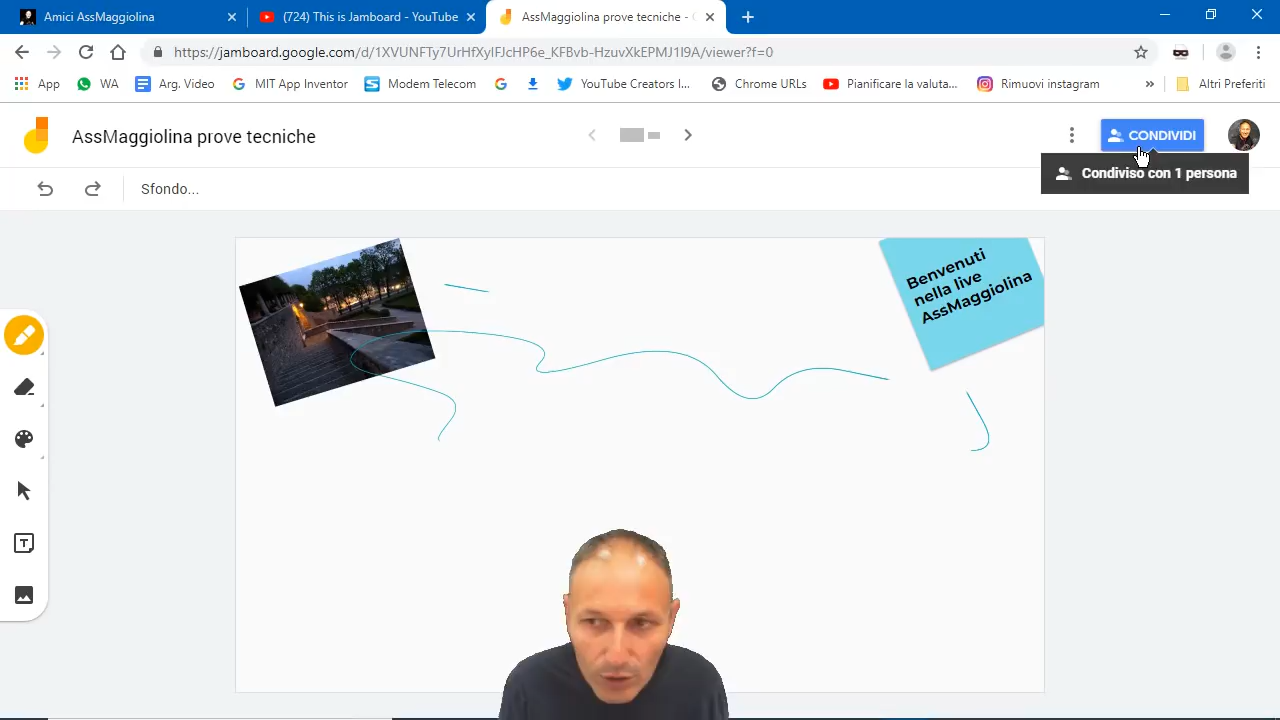 Amici AssMaggiolina
(724) This is Jamboard - YouTube
AssMaggiolina prove tecniche -
https://jamboard.google.com/d/1XVUNFTy7UrHfXylFJcHP6e_KFBvb-HzuvXkEPMJ1I9A/viewer?f=0
App
WA
Arg. Video
MIT App Inventor
Modem Telecom
YouTube Creators I...
Chrome URLs
Pianificare la valuta...
Rimuovi instagram
»
Altri Preferiti
AssMaggiolina prove tecniche
CONDIVIDI
Condiviso con 1 persona
Sfondo...
Benvenuti
nella live
AssMaggiolina